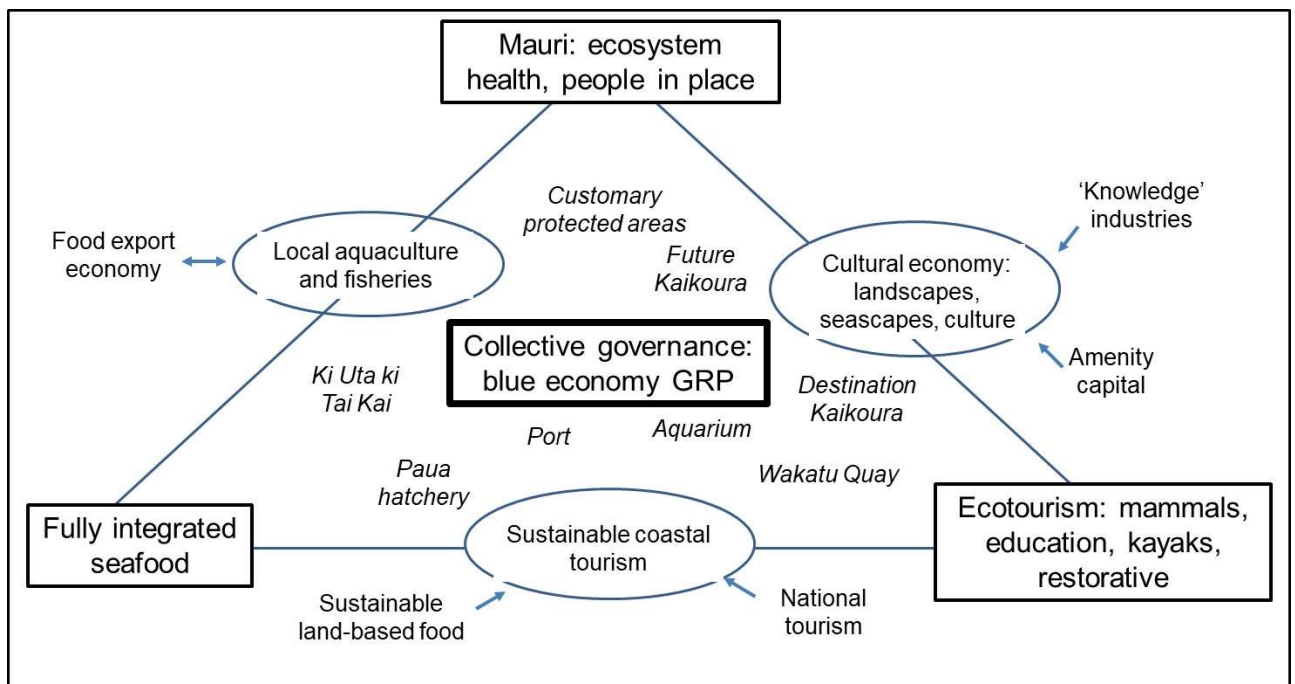 Mauri: ecosystem
health, people in place
Customary
protected areas
‘Knowledge’
industries
Food export
economy
Local aquaculture
and fisheries
Future
Kaikoura
Cultural economy:
landscapes,
seascapes, culture
Collective governance:
blue economy GRP
Amenity
capital
Ki Uta ki
Tai Kai
Destination
Kaikoura
Port
Aquarium
Paua
hatchery
Wakatu Quay
Fully integrated
seafood
Sustainable coastal
tourism
Ecotourism: mammals,
education, kayaks,
restorative
Sustainable
land-based food
National
tourism